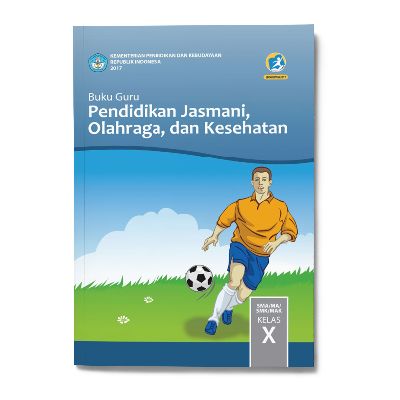 KEMENTERIAN PENDIDIKAN DAN KEBUDAYAAN
REPUBLIK INDONESIA
2017
Buku Guru
Pendidikan Jasmani,
Olahraga, dan Kesehatan
SMA/MA/
SMK/MAK
KELAS
X